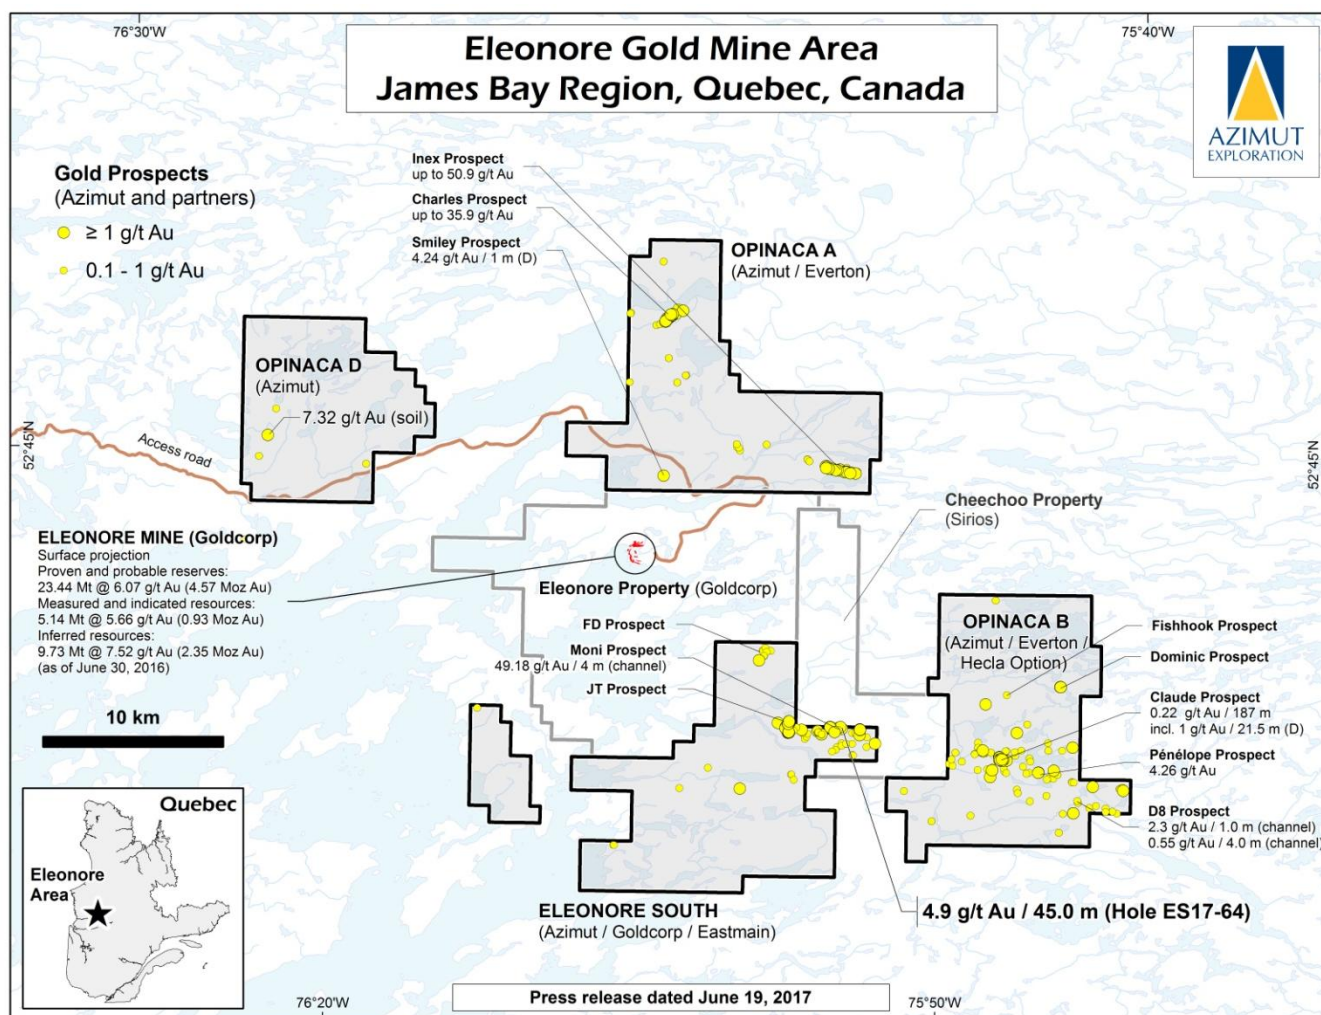 76°30'W
75°40'W
Eleonore Gold Mine Area
James Bay Region, Quebec, Canada
AZIMUT
EXPLORATION
Gold Prospects
(Azimut and partners)
≥ 1 g/t Au
0.1 - 1 g/t Au
Inex Prospect
up to 50.9 g/t Au
Charles Prospect
up to 35.9 g/t Au
Smiley Prospect
4.24 g/t Au / 1 m (D)
OPINACA A
(Azimut / Everton)
OPINACA D
(Azimut)
7.32 g/t Au (soil)
52°45'N
Access road
52°45'N
Cheechoo Property
(Sirios)
ELEONORE MINE (Goldcorp)
Surface projection
Proven and probable reserves:
23.44 Mt @ 6.07 g/t Au (4.57 Moz Au)
Measured and indicated resources:
5.14 Mt @ 5.66 g/t Au (0.93 Moz Au)
Inferred resources:
9.73 Mt @ 7.52 g/t Au (2.35 Moz Au)
(as of June 30, 2016)
Eleonore Property (Goldcorp)
FD Prospect
Moni Prospect
49.18 g/t Au / 4 m (channel)
JT Prospect
OPINACA B
(Azimut / Everton /
Hecla Option)
Fishhook Prospect
Dominic Prospect
Claude Prospect
0.22 g/t Au / 187 m
incl. 1 g/t Au / 21.5 m (D)
Pénélope Prospect
4.26 g/t Au
D8 Prospect
2.3 g/t Au / 1.0 m (channel)
0.55 g/t Au / 4.0 m (channel)
10 km
Quebec
Eleonore
Area
ELEONORE SOUTH
(Azimut / Goldcorp / Eastmain)
4.9 g/t Au / 45.0 m (Hole ES17-64)
76°20'W
Press release dated June 19, 2017
75°50'W